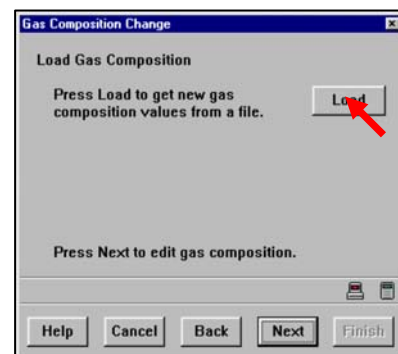 Gas Composition Change
Load Gas Composition
Press Load to get new gas
composition values from a file.
Load
Press Next to edit gas composition.
Help Cancel Back Next Finish